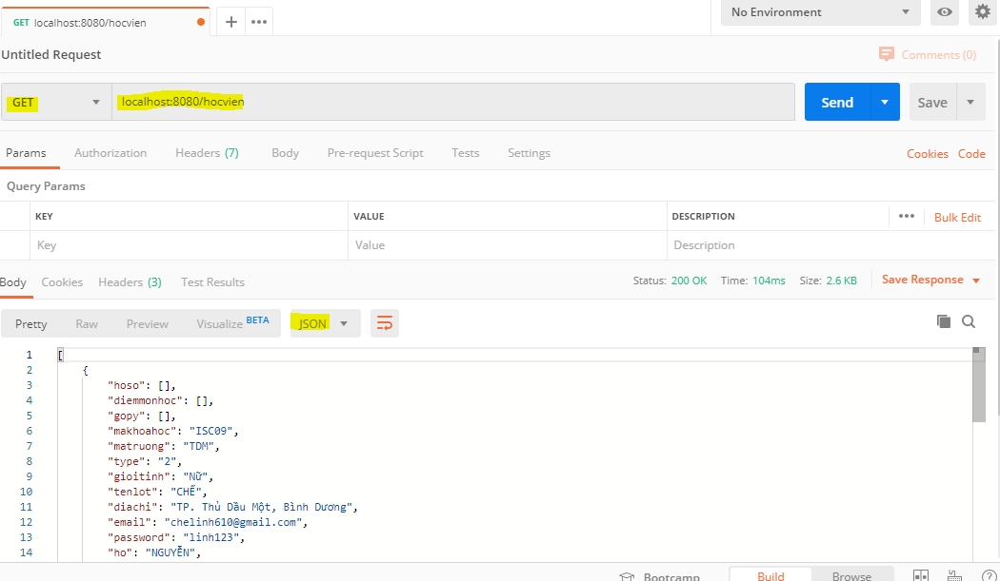 GET localhost:8080/hocvien
No Environment
Untitled Request
Comments (0)
GET localhost:8080/hocvien Send Save
Params Authorization Headers (7) Body Pre-request Script Tests Settings Cookies Code
Query Params
KEY VALUE DESCRIPTION Bulk Edit
Key Value Description
Body Cookies Headers (3) Test Results Status: 200 OK Time: 104ms Size: 2.6 KB Save Response
Pretty Raw Preview Visualize BETA JSON
1 [
2 {
3 "hoso": [],
4 "diemmonhoc": [],
5 "gopy": [],
6 "makhoahoc": "ISC09",
7 "matruong": "TDM",
8 "type": "2",
9 "gioitinh": "Nữ",
10 "tenlot": "CHẾ",
11 "diachi": "TP. Thủ Dầu Một, Bình Dương",
12 "email": "chelinh610@gmail.com",
13 "password": "linh123",
14 "ho": "NGUYỄN",
Bootcamp Build Browse